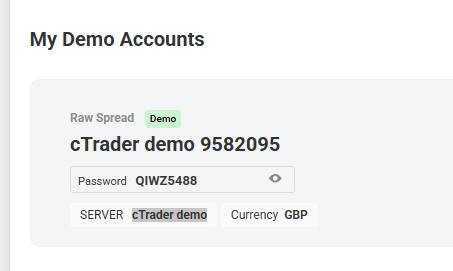 My Demo Accounts
Raw Spread Demo
cTrader demo 9582095
Password QIWZ5488
SERVER cTrader demo Currency GBP